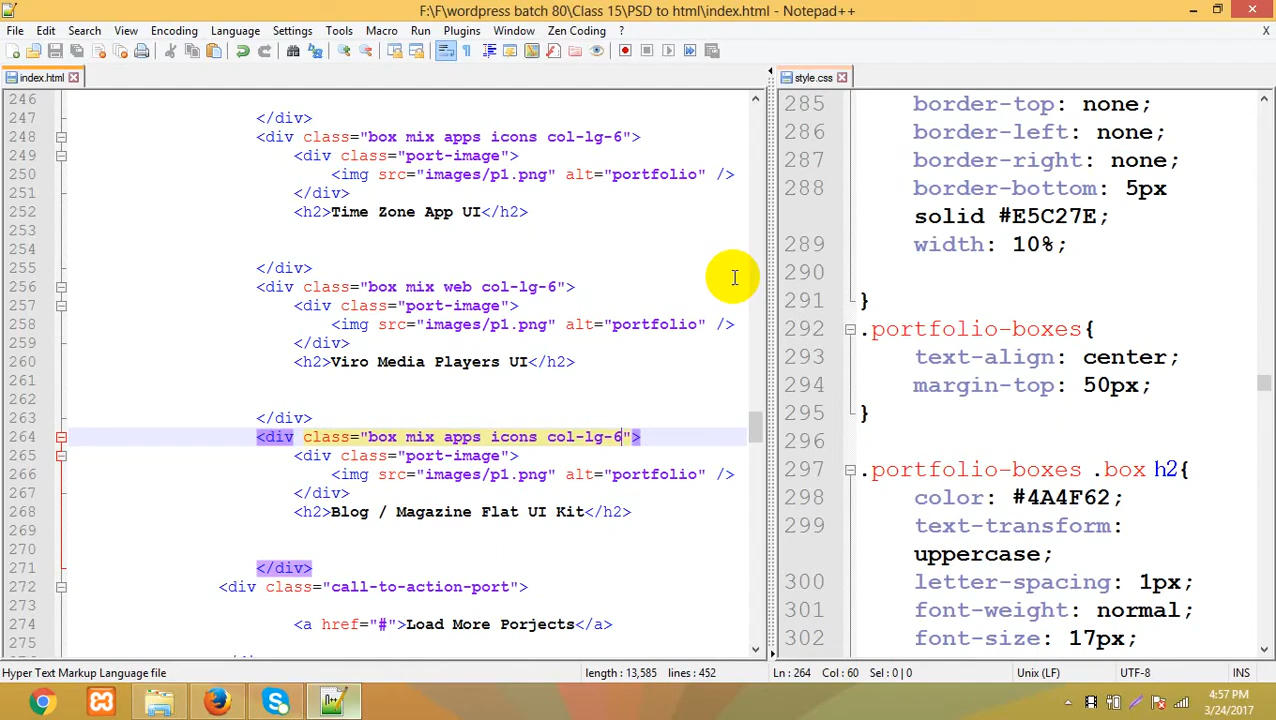 F:\F\wordpress batch 80\Class 15\PSD to html\index.html - Notepad++
File Edit Search View Encoding Language Settings Tools Macro Run Plugins Window Zen Coding ? X
index.html
246
247 </div>
248 <div class="box mix apps icons col-lg-6">
249 <div class="port-image">
250 <img src="images/p1.png" alt="portfolio" />
251 </div>
252 <h2>Time Zone App UI</h2>
253
254
255 </div>
256 <div class="box mix web col-lg-6">
257 <div class="port-image">
258 <img src="images/p1.png" alt="portfolio" />
259 </div>
260 <h2>Viro Media Players UI</h2>
261
262
263 </div>
264 <div class="box mix apps icons col-lg-6">
265 <div class="port-image">
266 <img src="images/p1.png" alt="portfolio" />
267 </div>
268 <h2>Blog / Magazine Flat UI Kit</h2>
269
270
271 </div>
272 <div class="call-to-action-port">
273
274 <a href="#">Load More Porjects</a>
275
style.css
285 border-top: none;
286 border-left: none;
287 border-right: none;
288 border-bottom: 5px
solid #E5C27E;
289 width: 10%;
290
291 }
292 .portfolio-boxes{
293 text-align: center;
294 margin-top: 50px;
295 }
296
297 .portfolio-boxes .box h2{
298 color: #4A4F62;
299 text-transform:
uppercase;
300 letter-spacing: 1px;
301 font-weight: normal;
302 font-size: 17px;
Hyper Text Markup Language file length : 13,585 lines : 452 Ln : 264 Col : 60 Sel : 0 | 0 Unix (LF) UTF-8 INS
4:57 PM
3/24/2017